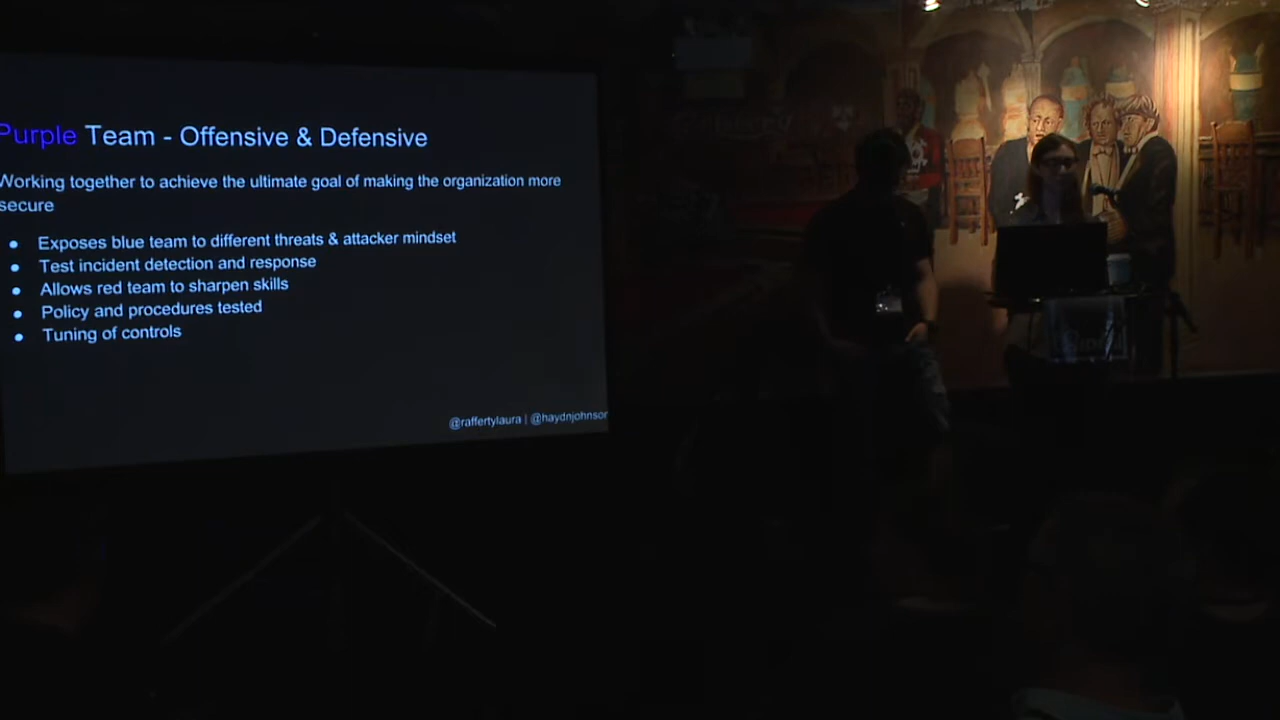 Purple Team - Offensive & Defensive
Working together to achieve the ultimate goal of making the organization more
secure
● Exposes blue team to different threats & attacker mindset
● Test incident detection and response
● Allows red team to sharpen skills
● Policy and procedures tested
● Tuning of controls
@raffertylaura | @haydnjohnson